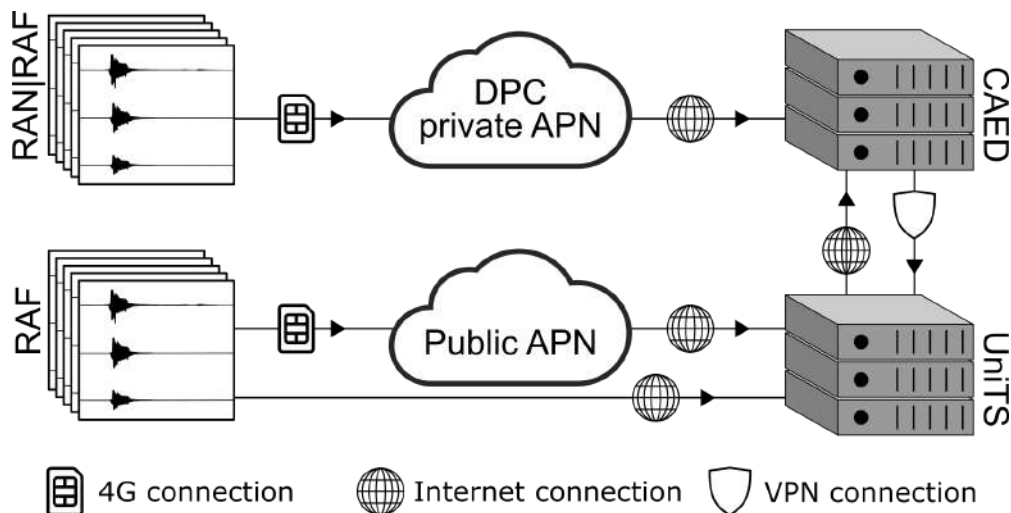 RAN|RAF
DPC
private APN
CAED
RAF
Public APN
UniTS
4G connection
Internet connection
VPN connection